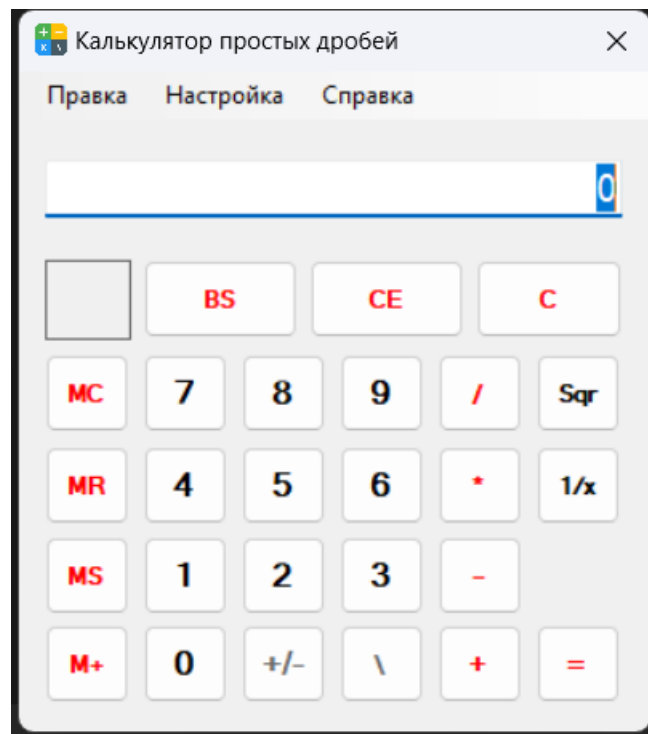 Калькулятор простых дробей
Правка Настройка Справка
0
BS CE C
MC 7 8 9 / Sqr
MR 4 5 6 * 1/x
MS 1 2 3 -
M+ 0 +/- \ + =